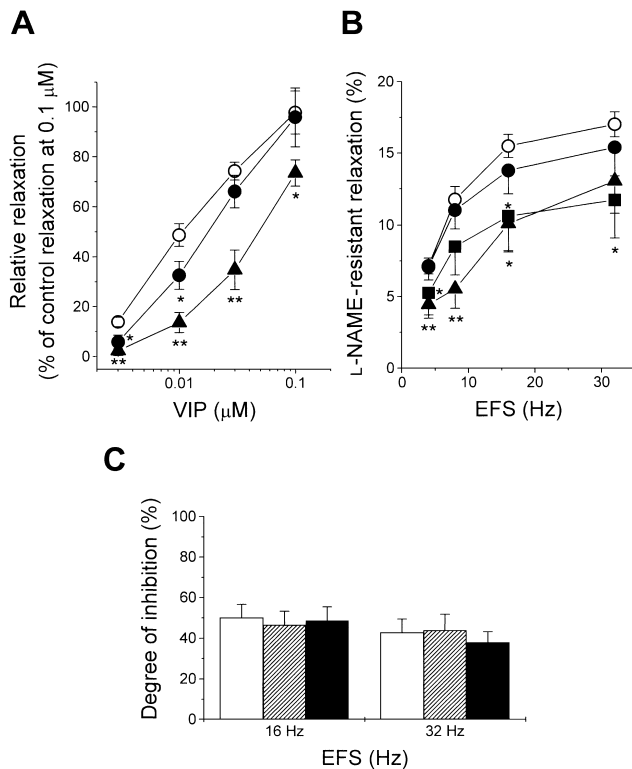 A
Relative relaxation
(% of control relaxation at 0.1 μM)
100
80
60
40
20
0
*
**
*
**
**
*
0.01
0.1
VIP (μM)
B
L-NAME-resistant relaxation (%)
20
15
10
5
0
*
**
**
*
*
*
0
10
20
30
EFS (Hz)
C
Degree of inhibition (%)
100
80
60
40
20
0
16 Hz
32 Hz
EFS (Hz)